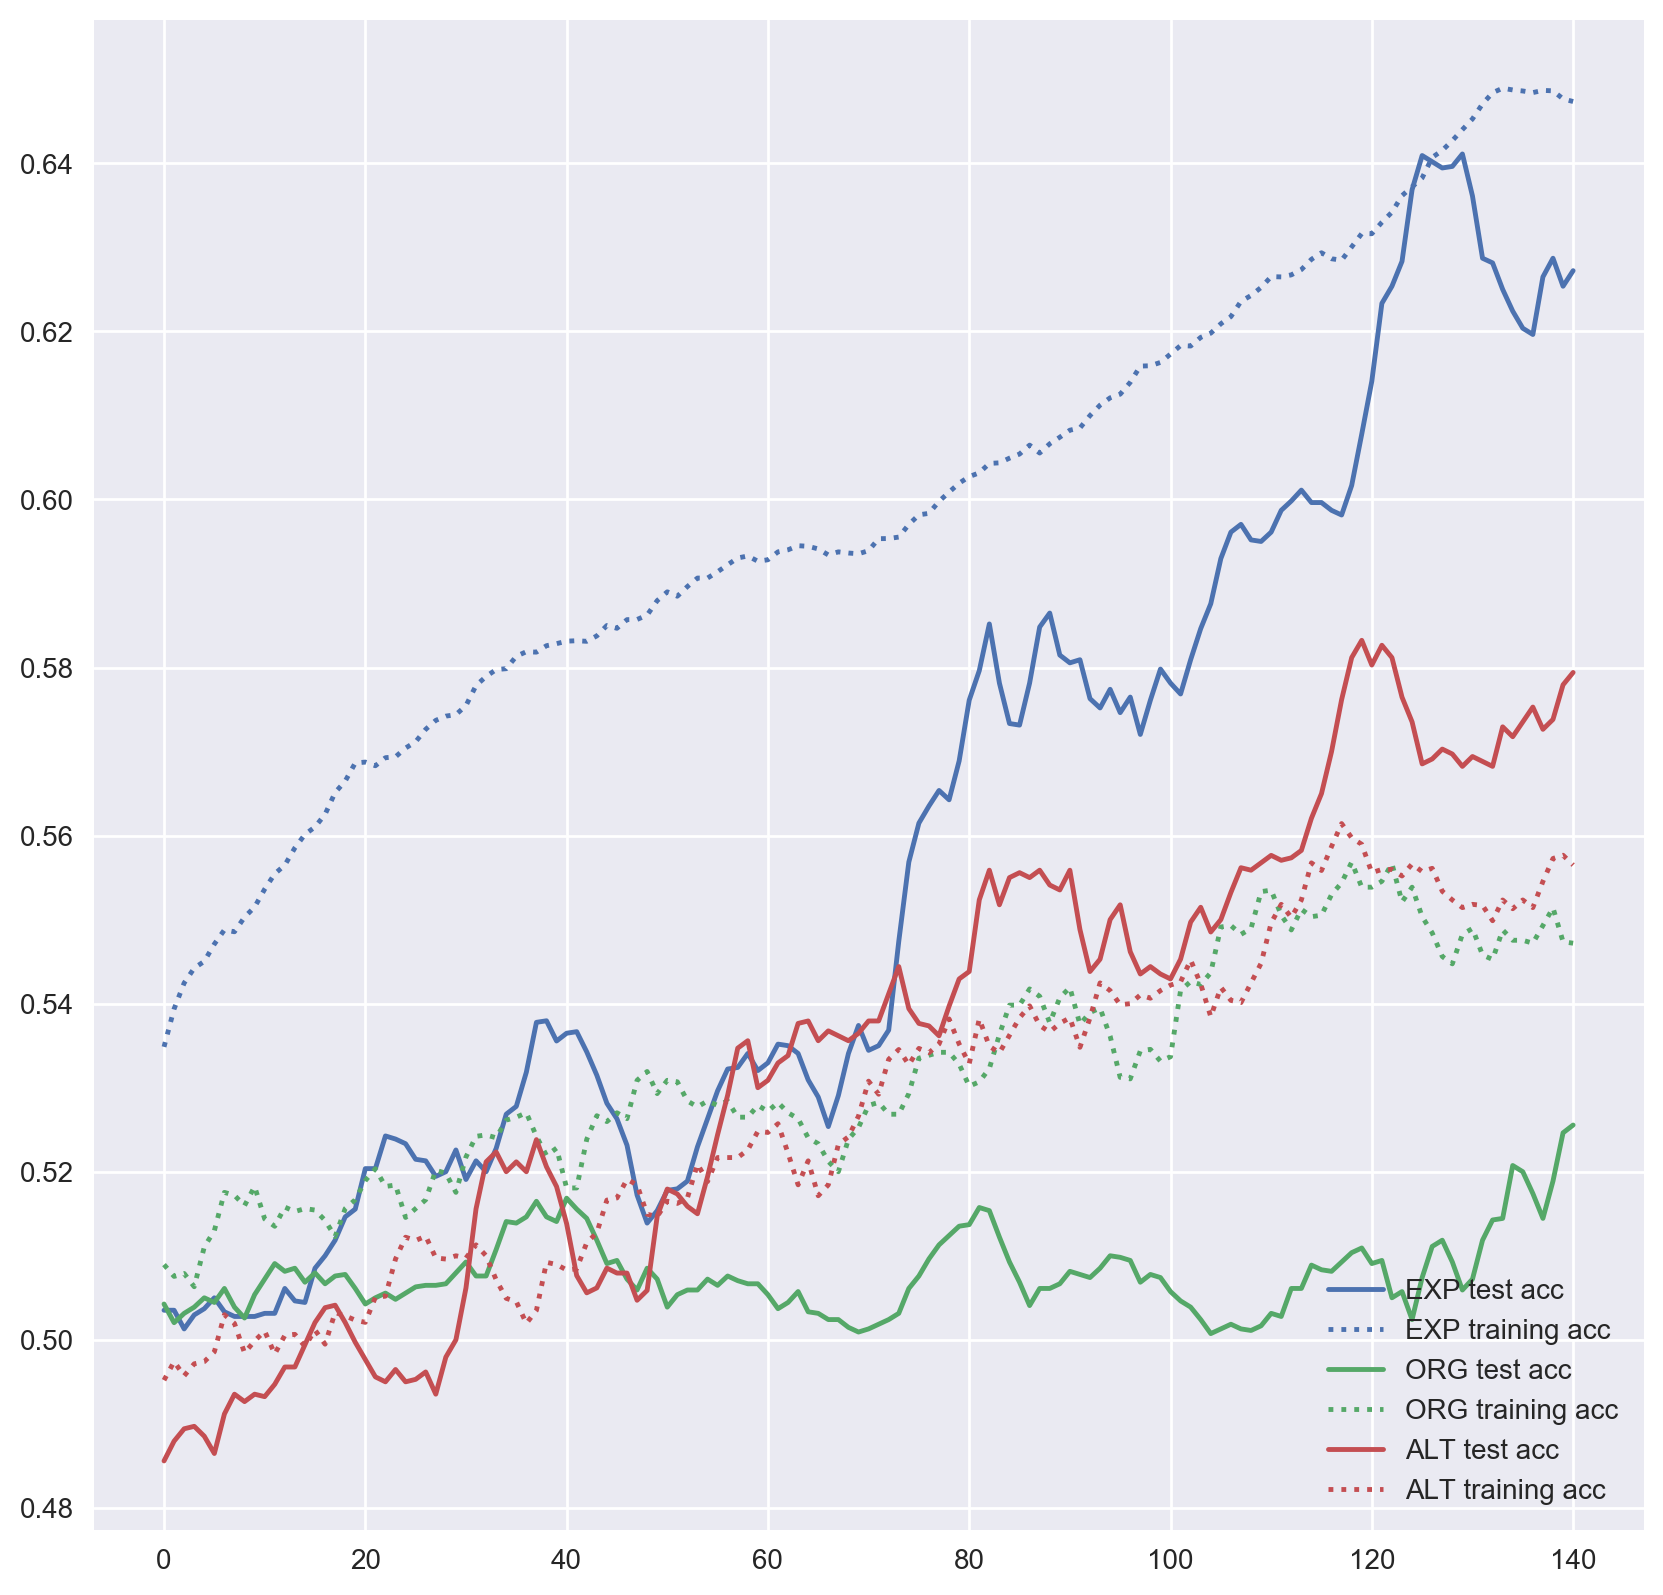 0.64
0.62
0.60
0.58
0.56
0.54
0.52
0.50
0.48
0 20 40 60 80 100 120 140
EXP test acc
EXP training acc
ORG test acc
ORG training acc
ALT test acc
ALT training acc